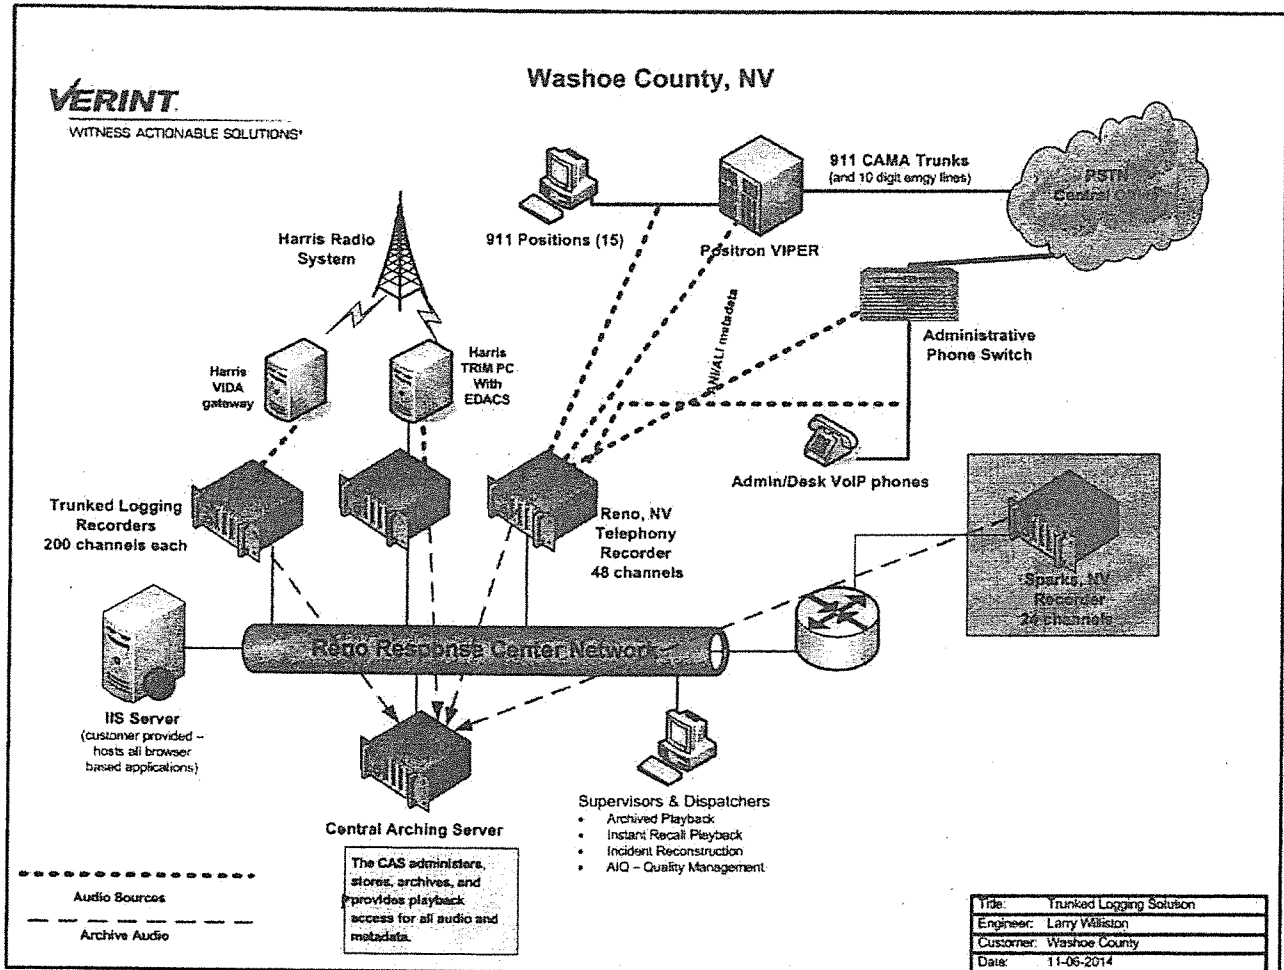 Washoe County, NV
VERINT.
WITNESS ACTIONABLE SOLUTIONS®
911 CAMA Trunks
(and 10 digit emgy lines)
PSTN
Central Office
911 Positions (15)
Positron VIPER
Harris Radio
System
ANI/ALI metadata
Administrative
Phone Switch
Harris
VIDA
gateway
Harris
TRIM PC
With
EDACS
Admin/Desk VoIP phones
Trunked Logging
Recorders
200 channels each
Reno, NV
Telephony
Recorder
48 channels
Sparks, NV
Recorder
24 channels
Reno Response Center Network
IIS Server
(customer provided –
hosts all browser
based applications)
Central Arching Server
The CAS administers,
stores, archives, and
provides playback
access for all audio and
metadata.
Supervisors & Dispatchers
• Archived Playback
• Instant Recall Playback
• Incident Reconstruction
• AIQ – Quality Management
Audio Sources
Archive Audio
Title: Trunked Logging Solution
Engineer: Larry Williston
Customer: Washoe County
Date: 11-06-2014